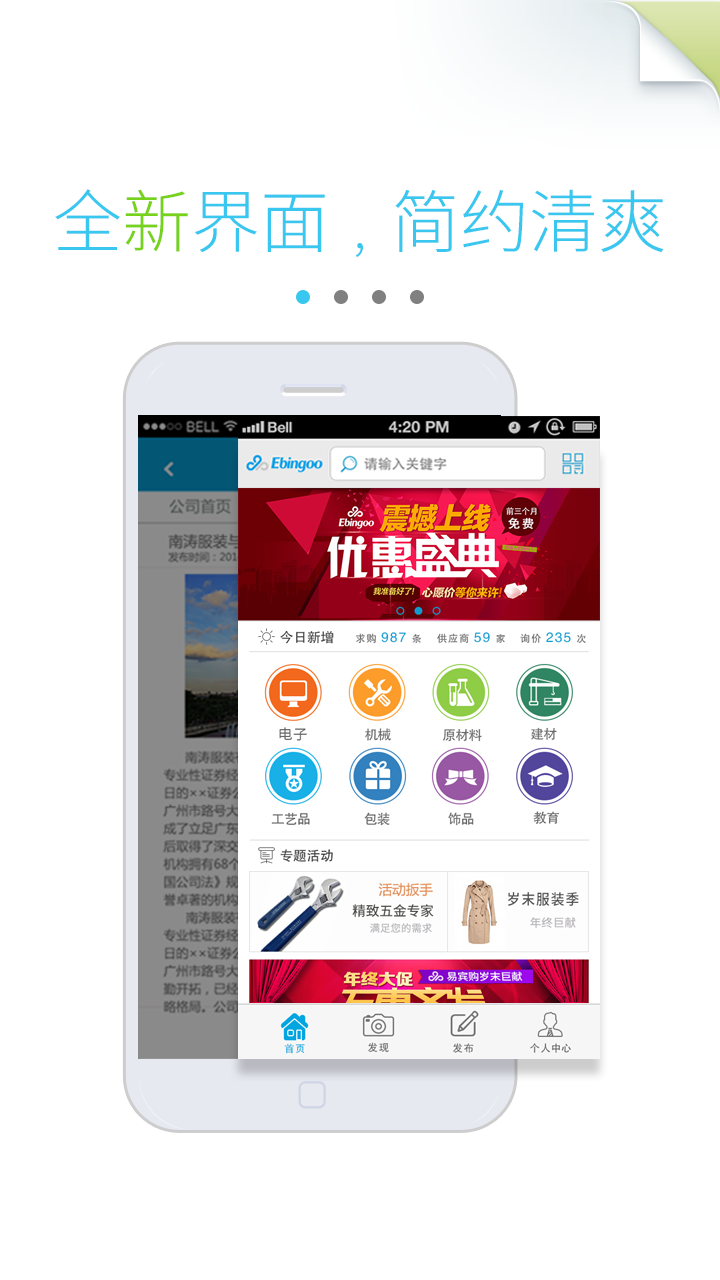 全新界面，简约清爽
BELL
Bell
4:20 PM
Ebingoo
请输入关键字
公司首页
南涛服装与
发布时间：201
Ebingoo
震撼上线
前三个月
免费
优惠盛典
我准备好了！
心愿价等你来许！
今日新增 求购 987 条 供应商 59 家 询价 235 次
电子 机械 原材料 建材
工艺品 包装 饰品 教育
专题活动
活动扳手
精致五金专家
满足您的需求
岁末服装季
年终巨献
年终大促
易宾购岁末巨献
首页 发现 发布 个人中心
南涛服装
专业性证券经
日的××证券公
广州市路号大
成了立足广东
后取得了深交
机构拥有68个
国公司法》规
誉卓著的机构
南涛服装
专业性证券经
日的××证券公
广州市路号大
勤开拓，已经
略格局。公司